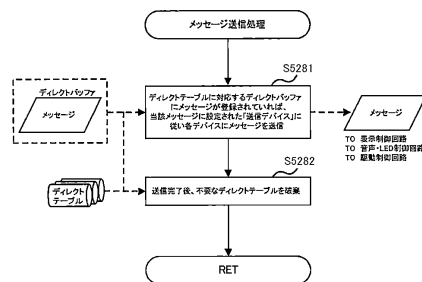 メッセージ送信処理
S5281
ディレクトテーブルに対応するディレクトバッファ
にメッセージが登録されていれば、
当該メッセージに設定された「送信デバイス」に
従い各デバイスにメッセージを送信
ディレクトバッファ
メッセージ
メッセージ
TO 表示制御回路
TO 音声・LED制御回路
TO 駆動制御回路
S5282
送信完了後、不要なディレクトテーブルを破棄
ディレクト
テーブル
RET